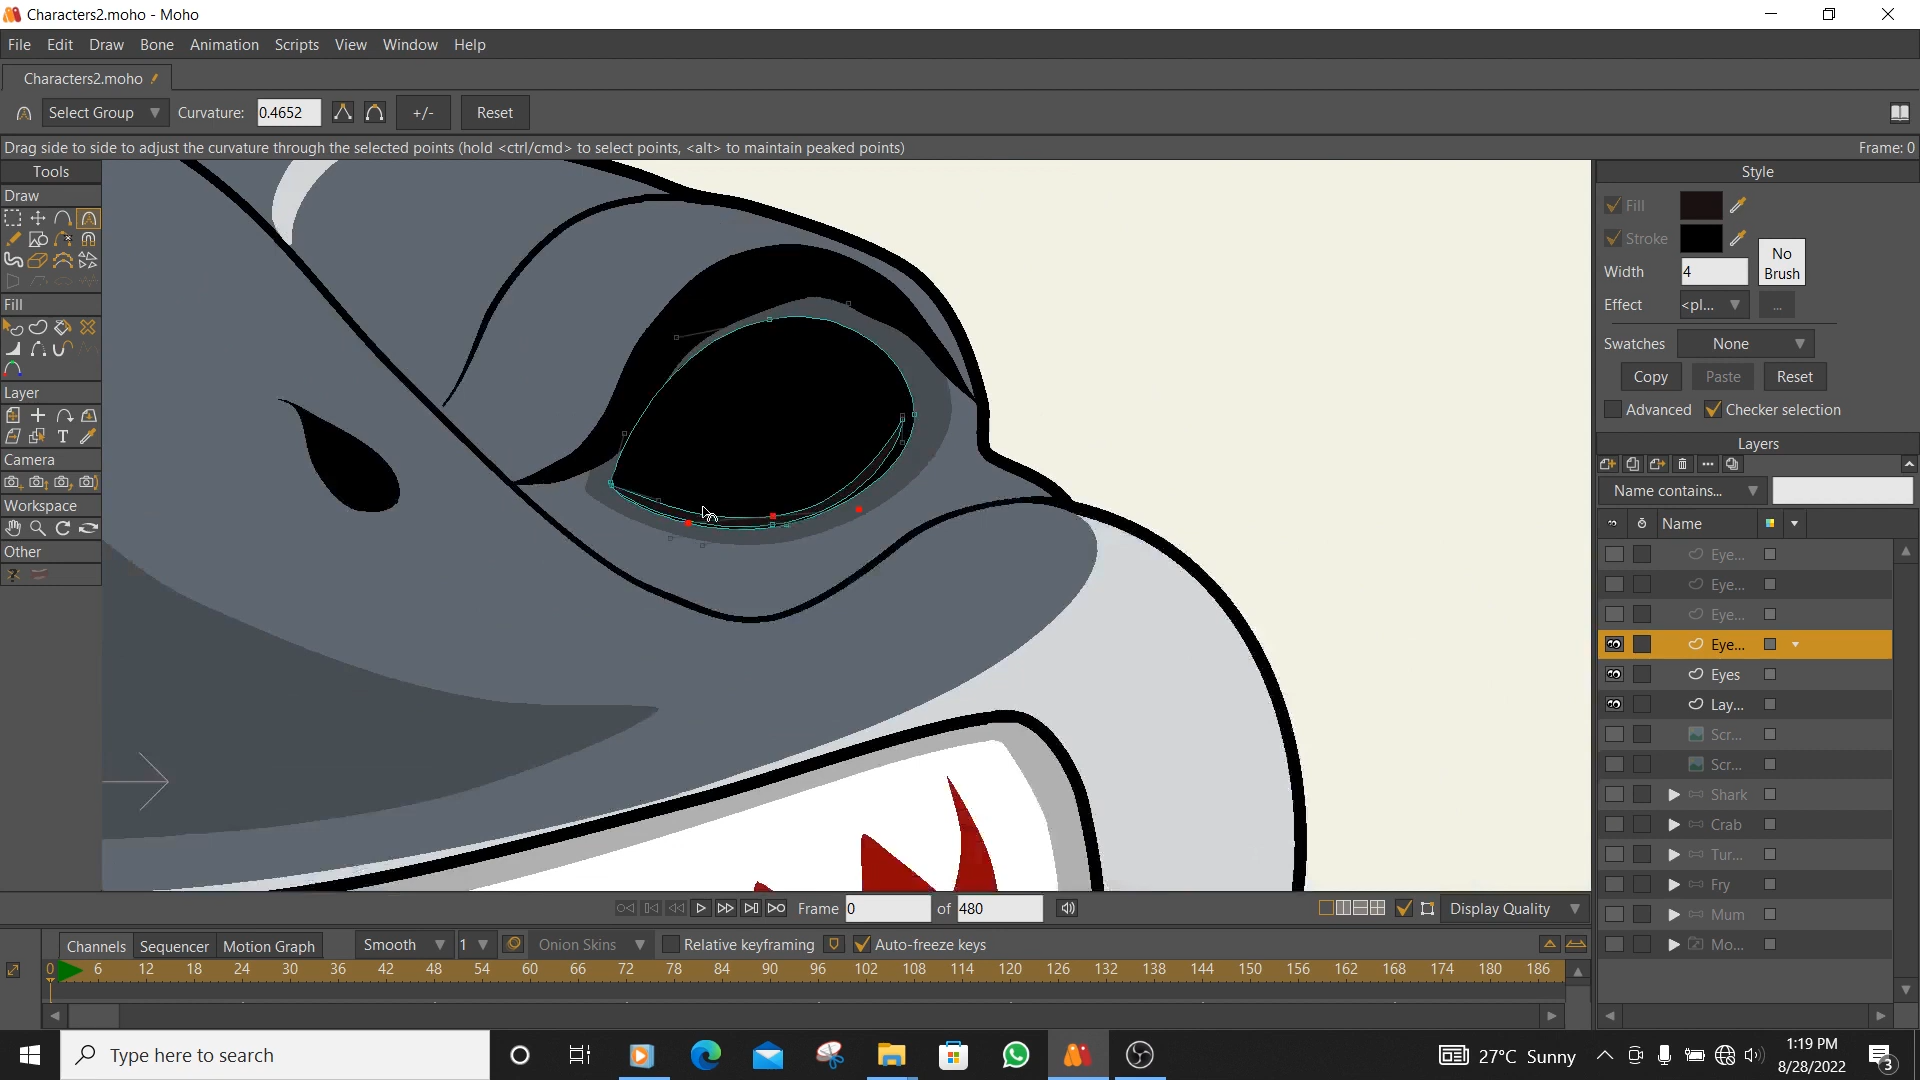 Characters2.moho - Moho
File Edit Draw Bone Animation Scripts View Window Help
Characters2.moho
Select Group Curvature: 0.4652 +/- Reset
Drag side to side to adjust the curvature through the selected points (hold <ctrl/cmd> to select points, <alt> to maintain peaked points) Frame: 0
Tools
Draw
Fill
Layer
Camera
Workspace
Other
Style
Fill
Stroke
No Brush
Width 4
Effect <pl... ...
Swatches None
Copy Paste Reset
Advanced Checker selection
Layers
Name contains...
Name
Eye...
Eye...
Eye...
Eye...
Eyes
Lay...
Scr...
Scr...
Shark
Crab
Tur...
Fry
Mum
Mo...
Frame 0 of 480 Display Quality
Channels Sequencer Motion Graph Smooth 1 Onion Skins Relative keyframing Auto-freeze keys
0 6 12 18 24 30 36 42 48 54 60 66 72 78 84 90 96 102 108 114 120 126 132 138 144 150 156 162 168 174 180 186
Type here to search
27°C Sunny
1:19 PM
8/28/2022
3